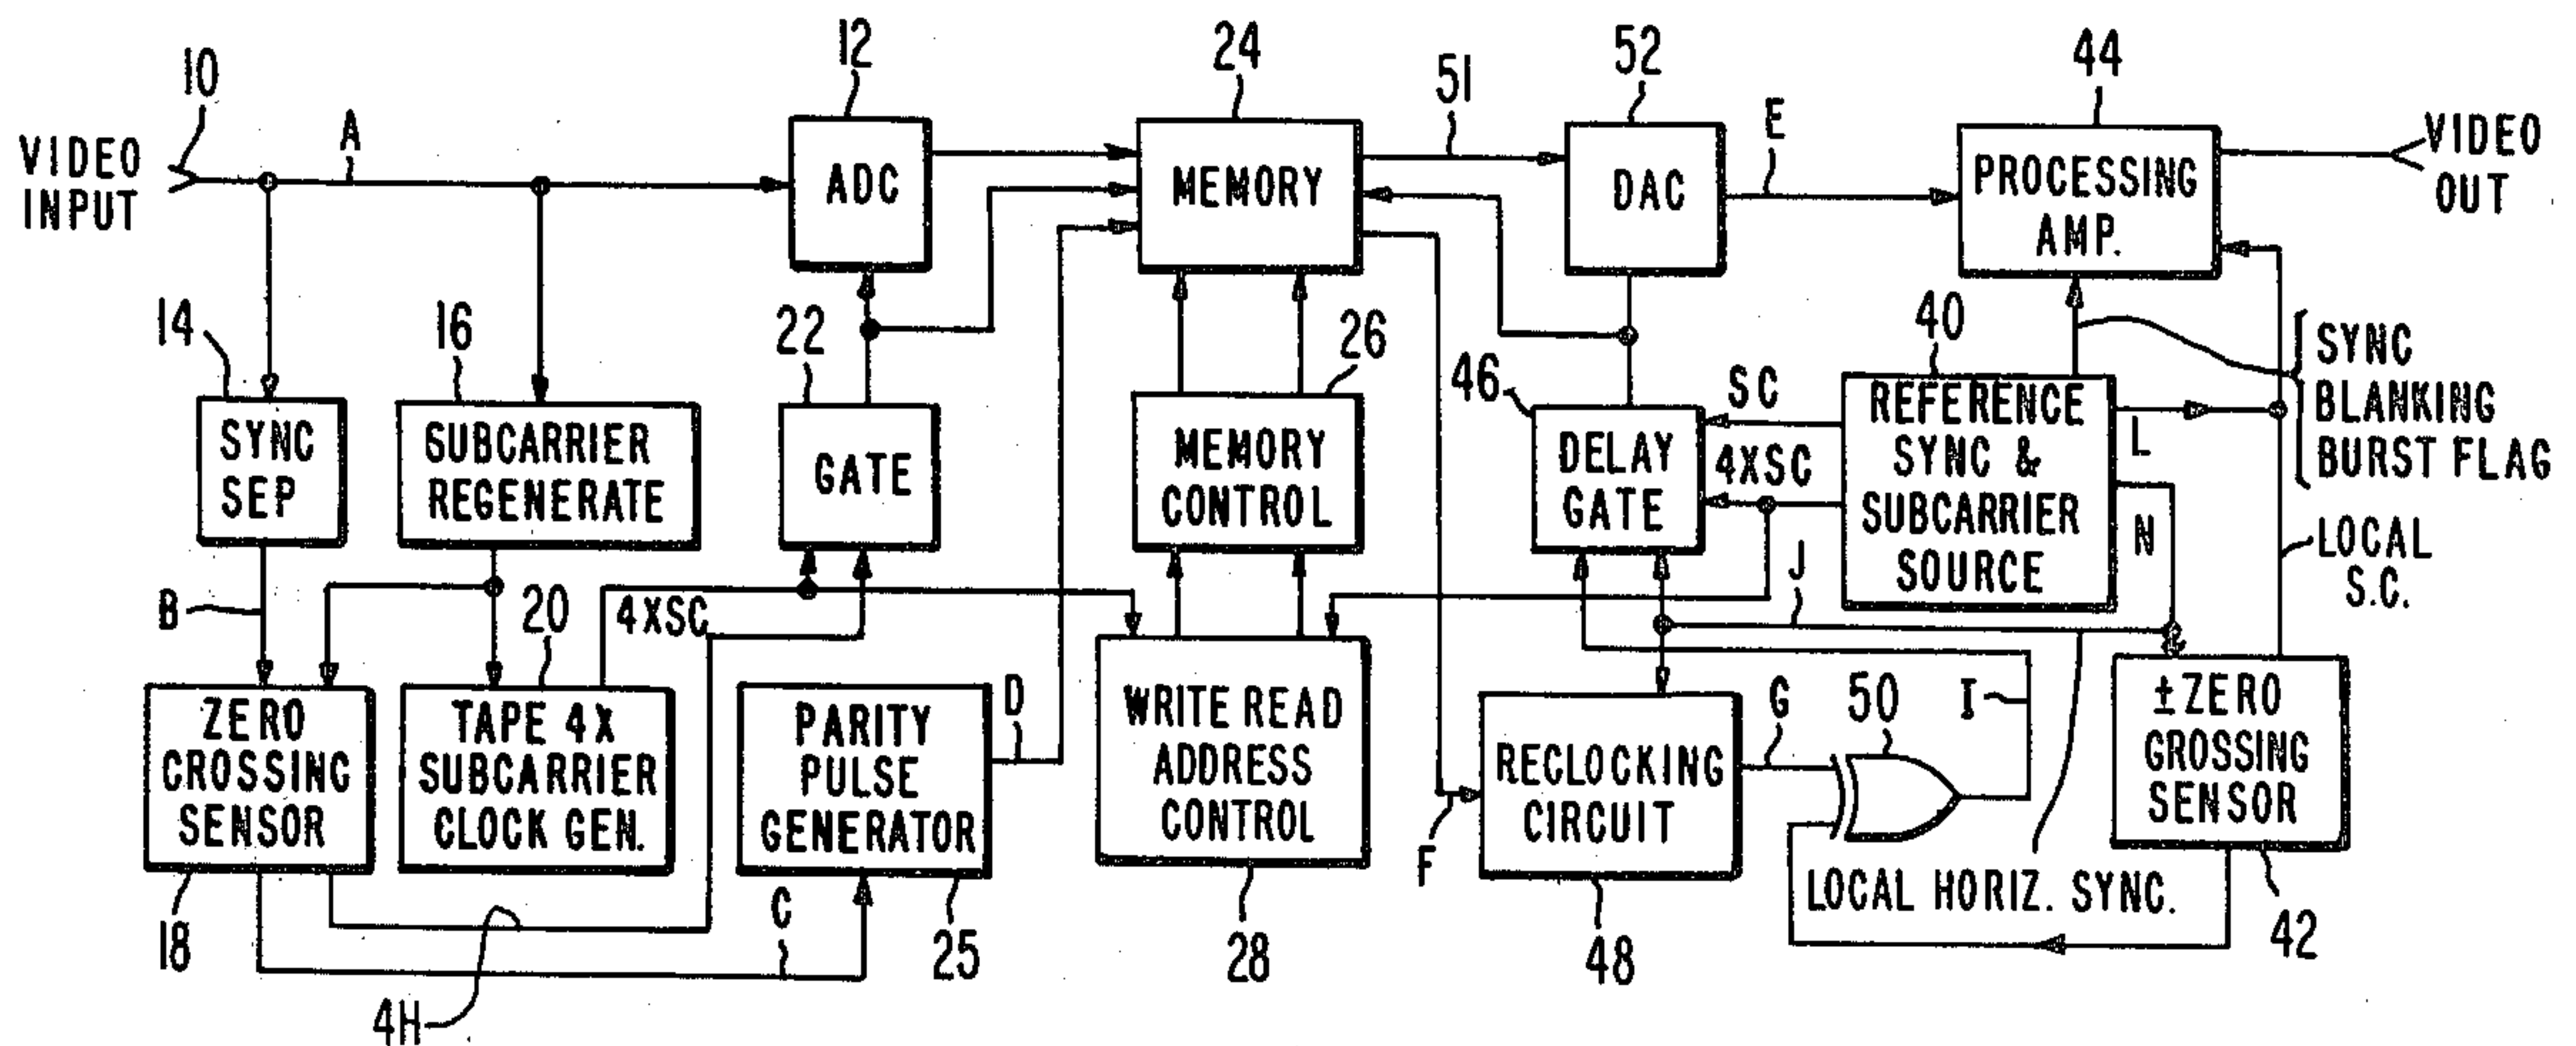 10
VIDEO
INPUT
A
12
ADC
24
MEMORY
51
52
DAC
E
44
PROCESSING
AMP.
VIDEO
OUT
14
SYNC
SEP
16
SUBCARRIER
REGENERATE
22
GATE
26
MEMORY
CONTROL
46
DELAY
GATE
SC
4XSC
40
REFERENCE
SYNC &
SUBCARRIER
SOURCE
L
N
SYNC
BLANKING
BURST FLAG
LOCAL
S.C.
B
18
ZERO
CROSSING
SENSOR
20
TAPE 4X
SUBCARRIER
CLOCK GEN.
4XSC
PARITY
PULSE
GENERATOR
25
D
C
4H
WRITE READ
ADDRESS
CONTROL
28
F
RECLOCKING
CIRCUIT
48
G
50
I
J
LOCAL HORIZ. SYNC.
± ZERO
GROSSING
SENSOR
42